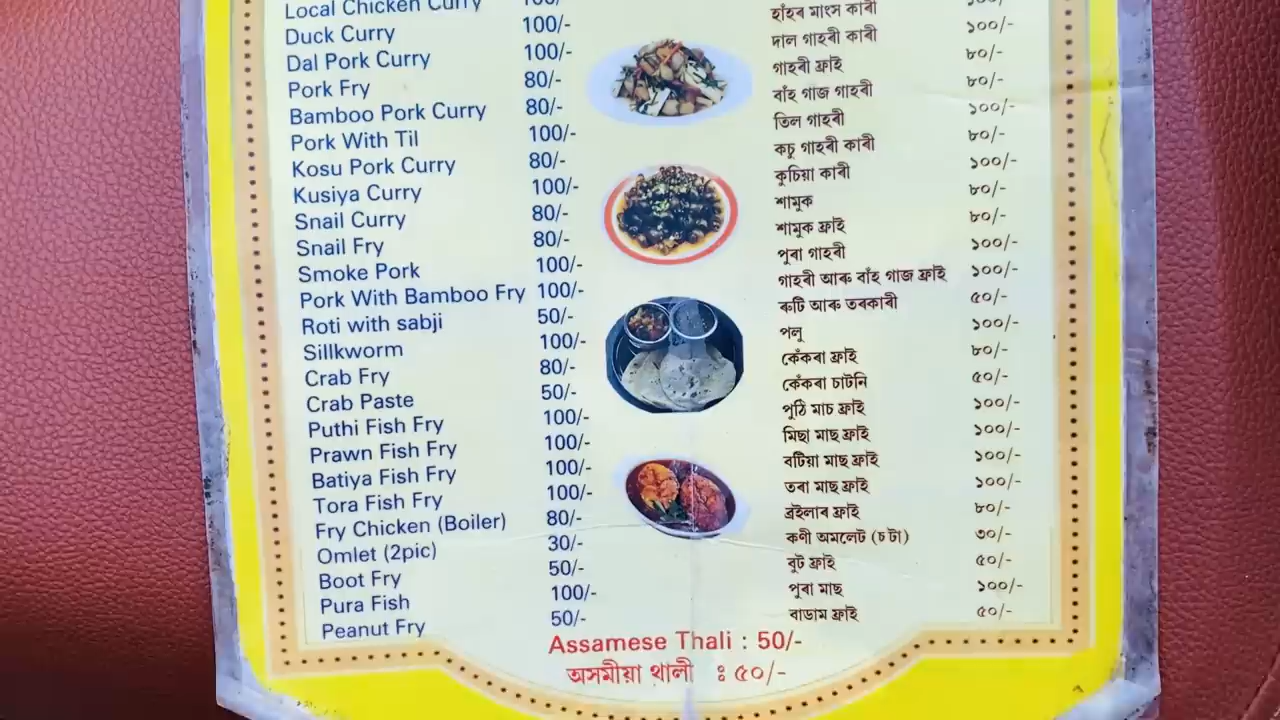 Local Chicken Curry 100/-
Duck Curry 100/-
Dal Pork Curry 100/-
Pork Fry 80/-
Bamboo Pork Curry 80/-
Pork With Til 100/-
Kosu Pork Curry 80/-
Kusiya Curry 100/-
Snail Curry 80/-
Snail Fry 80/-
Smoke Pork 100/-
Pork With Bamboo Fry 100/-
Roti with sabji 50/-
Sillkworm 100/-
Crab Fry 80/-
Crab Paste 50/-
Puthi Fish Fry 100/-
Prawn Fish Fry 100/-
Batiya Fish Fry 100/-
Tora Fish Fry 100/-
Fry Chicken (Boiler) 80/-
Omlet (2pic) 30/-
Boot Fry 50/-
Pura Fish 100/-
Peanut Fry 50/-
হাঁহৰ মাংস কাৰী ১০০/-
দাল গাহৰী কাৰী ১০০/-
গাহৰী ফ্ৰাই ৮০/-
বাঁহ গাজ গাহৰী ৮০/-
তিল গাহৰী ১০০/-
কচু গাহৰী কাৰী ৮০/-
কুচিয়া কাৰী ১০০/-
শামুক ৮০/-
শামুক ফ্ৰাই ৮০/-
পুৰা গাহৰী ১০০/-
গাহৰী আৰু বাঁহ গাজ ফ্ৰাই ১০০/-
ৰুটি আৰু তৰকাৰী ৫০/-
পলু ১০০/-
কেঁকৰা ফ্ৰাই ৮০/-
কেঁকৰা চাটনি ৫০/-
পুঠি মাচ ফ্ৰাই ১০০/-
মিছা মাছ ফ্ৰাই ১০০/-
বটিয়া মাছ ফ্ৰাই ১০০/-
তৰা মাছ ফ্ৰাই ১০০/-
ব্ৰইলাৰ ফ্ৰাই ৮০/-
কণী অমলেট (চ টা) ৩০/-
বুট ফ্ৰাই ৫০/-
পুৰা মাছ ১০০/-
বাডাম ফ্ৰাই ৫০/-
Assamese Thali : 50/-
অসমীয়া থালী ঃ ৫০/-